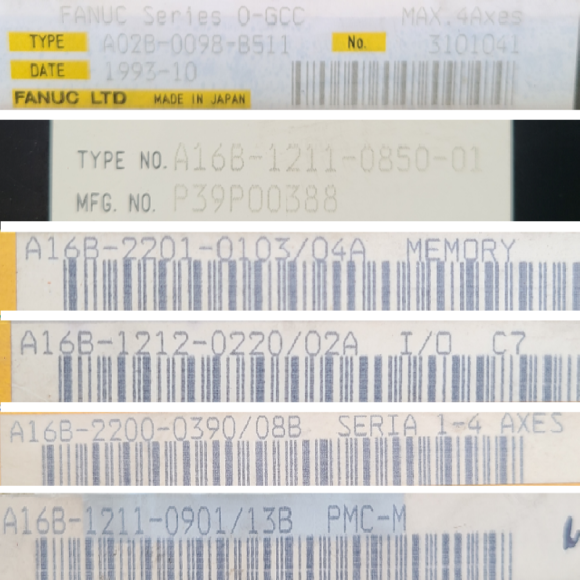 FANUC Series 0-GCC MAX.4Axes
TYPE A02B-0098-B511 No. 3101041
DATE 1993-10
FANUC LTD MADE IN JAPAN
TYPE NO. A16B-1211-0850-01
MFG. NO. P39P00388
A16B-2201-0103/04A MEMORY
A16B-1212-0220/02A I/O C7
A16B-2200-0390/08B SERIA 1-4 AXES
A16B-1211-0901/13B PMC-M